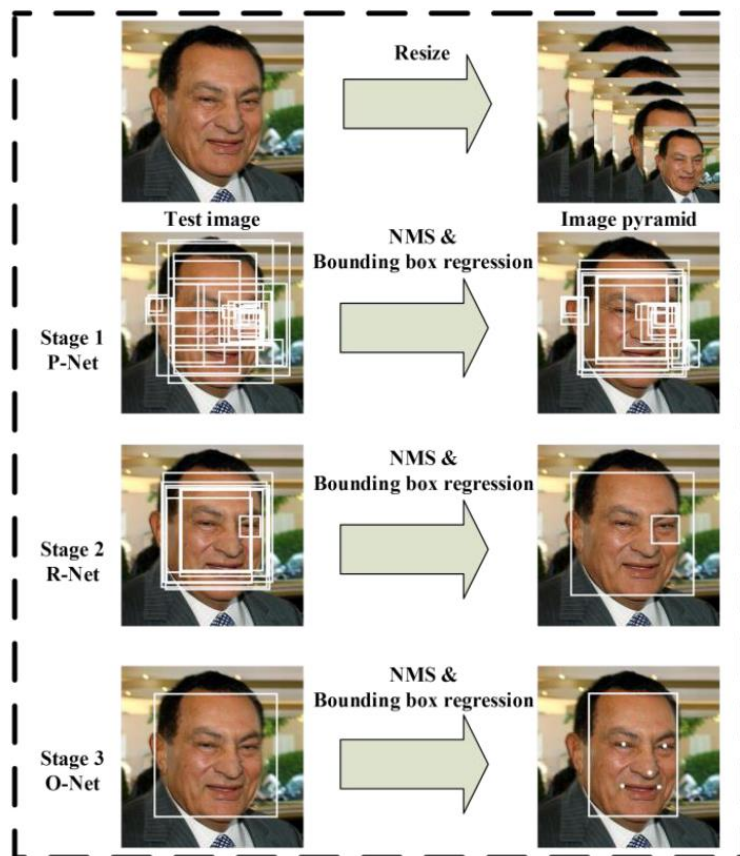 Resize
Test image
Image pyramid
NMS &
Bounding box regression
Stage 1
P-Net
NMS &
Bounding box regression
Stage 2
R-Net
NMS &
Bounding box regression
Stage 3
O-Net